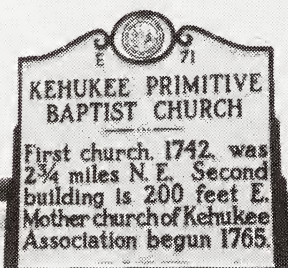 E 71
KEHUKEE PRIMITIVE
BAPTIST CHURCH
First church, 1742, was
2¾ miles N.E. Second
building is 200 feet E.
Mother church of Kehukee
Association begun 1765.